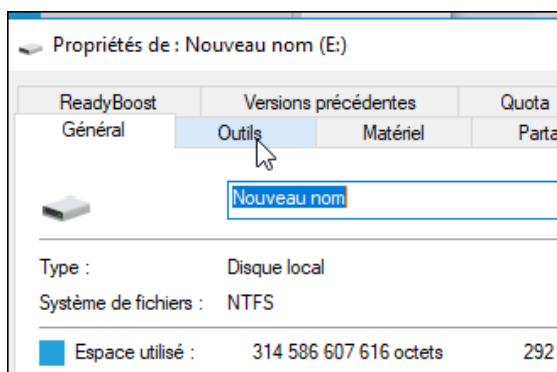 Propriétés de : Nouveau nom (E:)
ReadyBoost Versions précédentes Quota
Général Outils Matériel Parta
Nouveau nom
Type : Disque local
Système de fichiers : NTFS
Espace utilisé : 314 586 607 616 octets 292